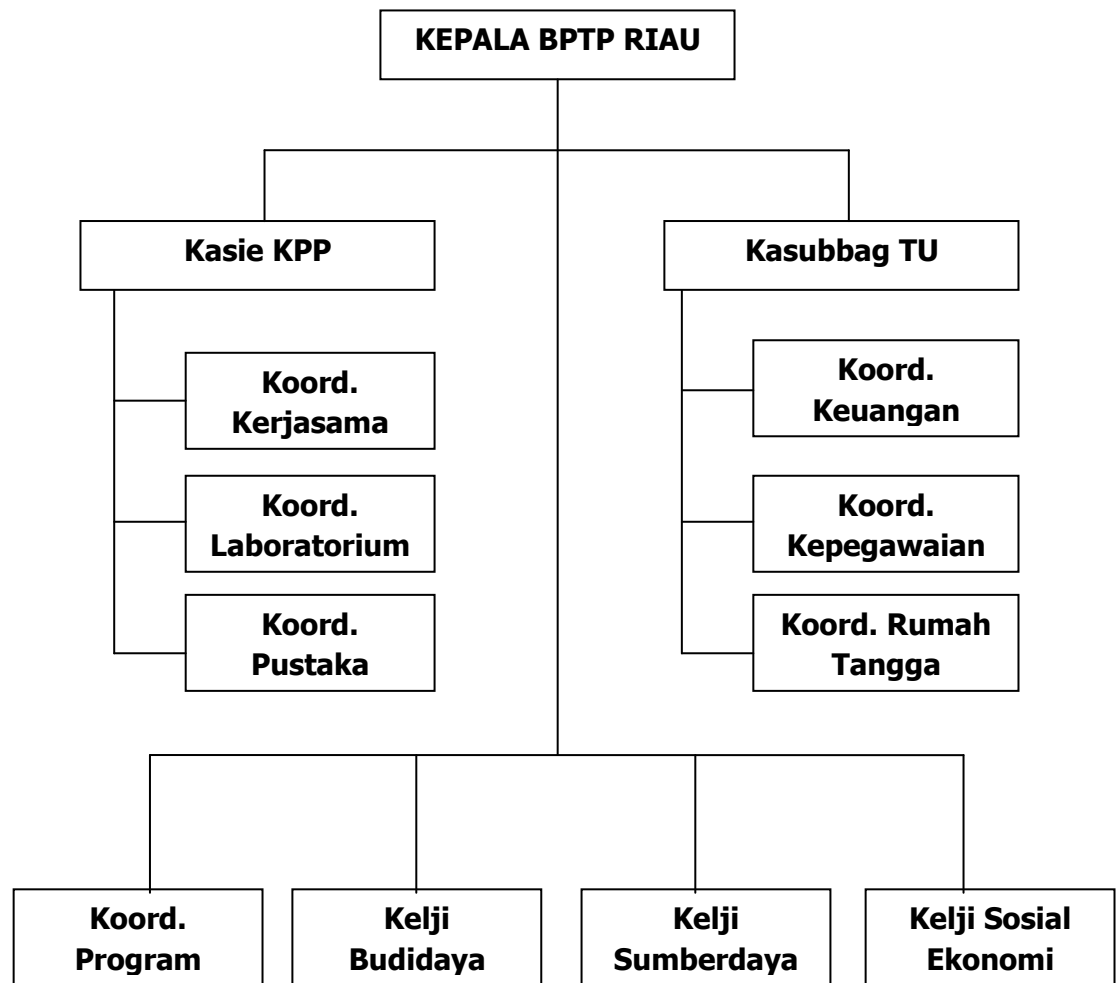 KEPALA BPTP RIAU
Kasie KPP
Kasubbag TU
Koord.
Kerjasama
Koord.
Laboratorium
Koord.
Pustaka
Koord.
Keuangan
Koord.
Kepegawaian
Koord. Rumah
Tangga
Koord.
Program
Kelji
Budidaya
Kelji
Sumberdaya
Kelji Sosial
Ekonomi